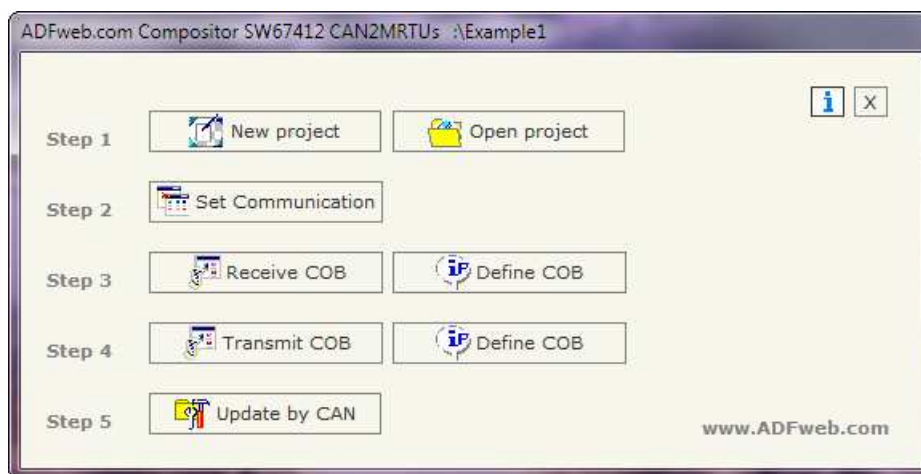 ADFweb.com Compositor SW67412 CAN2MRTUs :\Example1
i X
Step 1 New project Open project
Step 2 Set Communication
Step 3 Receive COB Define COB
Step 4 Transmit COB Define COB
Step 5 Update by CAN
www.ADFweb.com